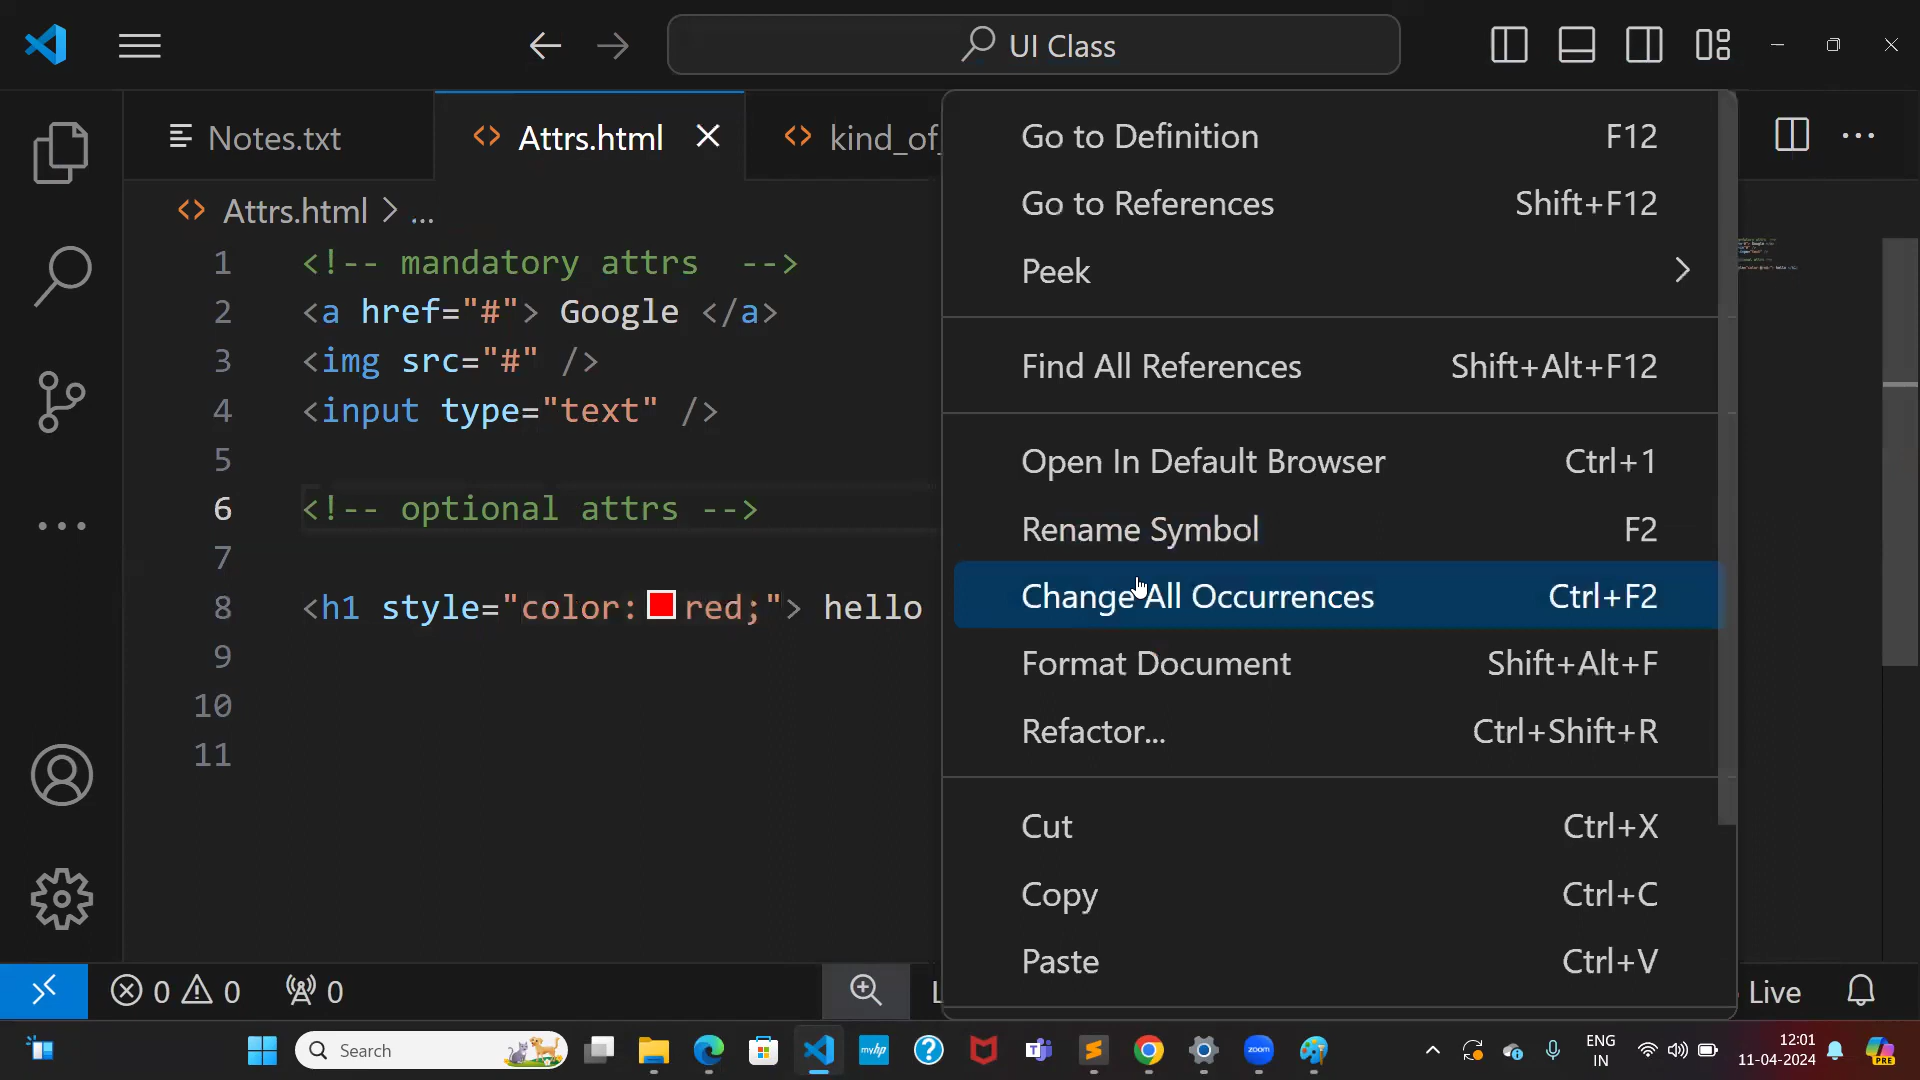 UI Class
Notes.txt
Attrs.html
kind_of_
Attrs.html > ...
1 <!-- mandatory attrs  -->
2 <a href="#"> Google </a>
3 <img src="#" />
4 <input type="text" />
5
6 <!-- optional attrs -->
7
8 <h1 style="color:red;"> hello
9
10
11
Go to Definition F12
Go to References Shift+F12
Peek
Find All References Shift+Alt+F12
Open In Default Browser Ctrl+1
Rename Symbol F2
Change All Occurrences Ctrl+F2
Format Document Shift+Alt+F
Refactor... Ctrl+Shift+R
Cut Ctrl+X
Copy Ctrl+C
Paste Ctrl+V
0 0 0
Live
Search
myhp
zoom
ENG
IN
12:01
11-04-2024
PRE